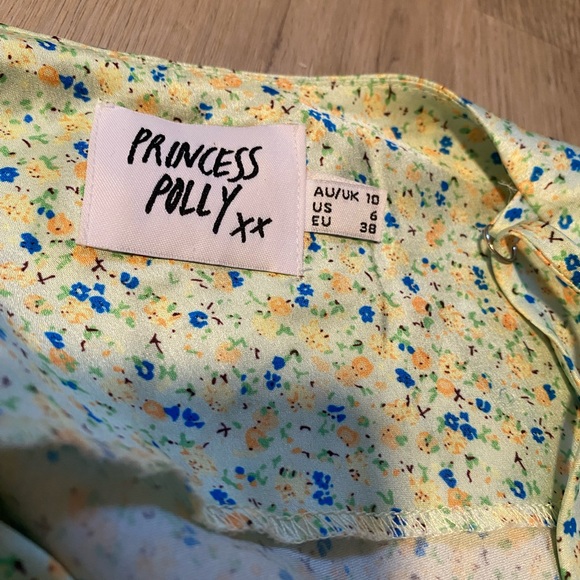 PRINCESS
POLLY xx
AU/UK 10
US 6
EU 38